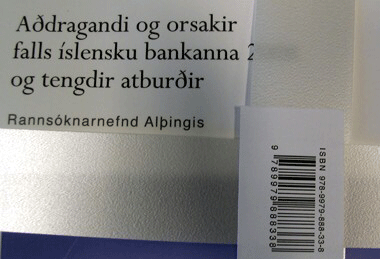 Aðdragandi og orsakir
falls íslensku bankanna
og tengdir atburðir
Rannsóknarnefnd Alþingis
ISBN 978-9979-888-33-8
9 789979 888338